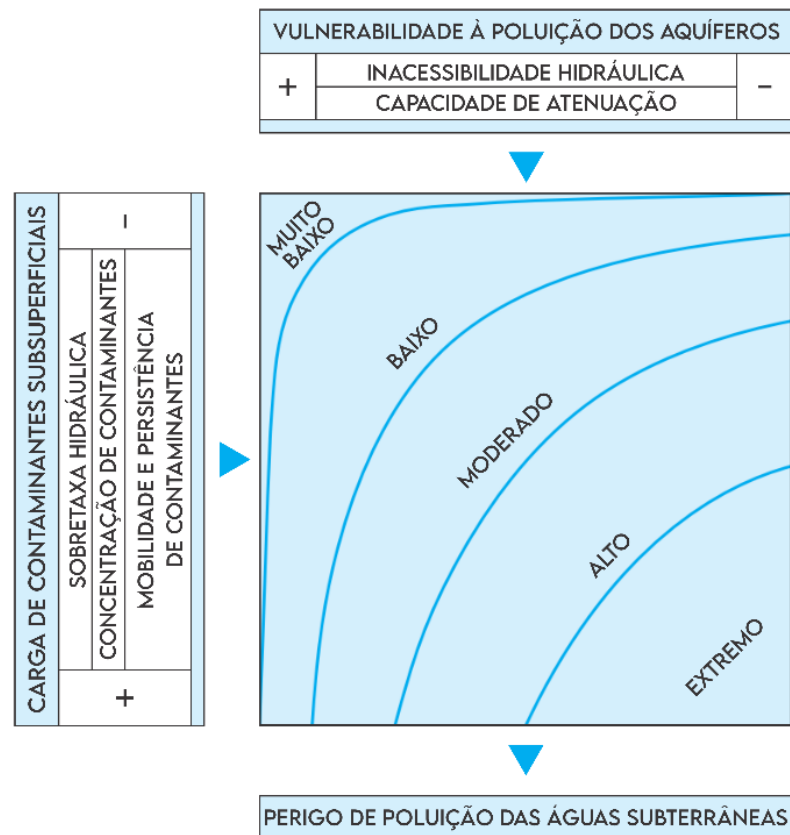 VULNERABILIDADE À POLUIÇÃO DOS AQUÍFEROS
+
INACESSIBILIDADE HIDRÁULICA
CAPACIDADE DE ATENUAÇÃO
-
CARGA DE CONTAMINANTES SUBSUPERFICIAIS
-
SOBRETAXA HIDRÁULICA
CONCENTRAÇÃO DE CONTAMINANTES
MOBILIDADE E PERSISTÊNCIA
DE CONTAMINANTES
+
MUITO
BAIXO
BAIXO
MODERADO
ALTO
EXTREMO
PERIGO DE POLUIÇÃO DAS ÁGUAS SUBTERRÂNEAS